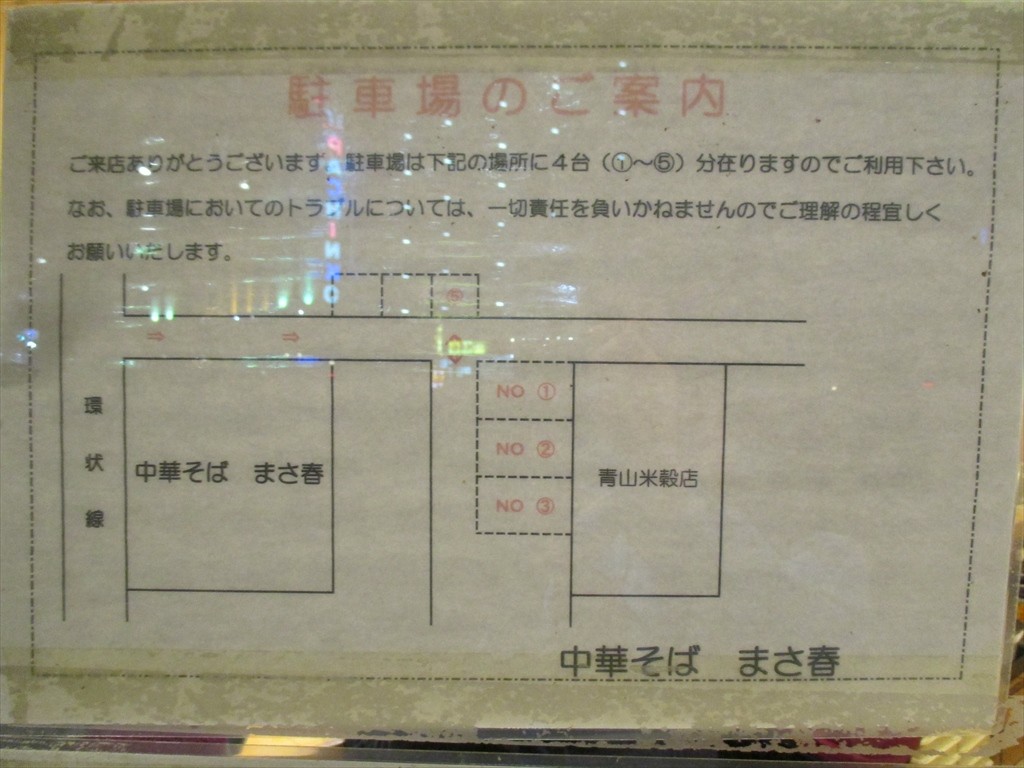 駐車場のご案内
ご来店ありがとうございます。駐車場は下記の場所に4台（①～⑤）分在りますのでご利用下さい。
なお、駐車場においてのトラブルについては、一切責任を負いかねませんのでご理解の程宜しく
お願いいたします。
⑤
⇒ ⇒
環状線
NO ①
NO ②
NO ③
中華そば まさ春
青山米穀店
中華そば まさ春